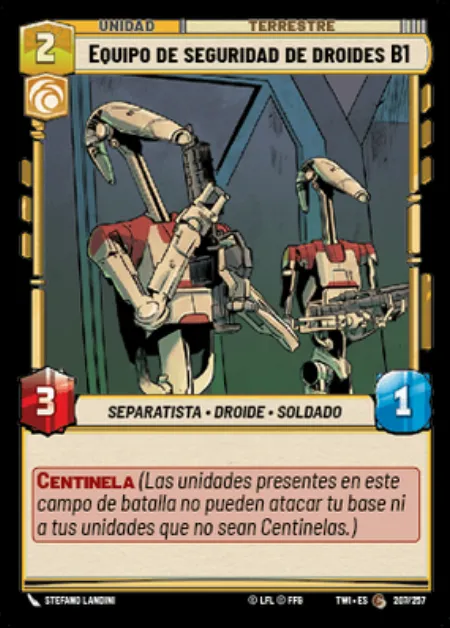 UNIDAD TERRESTRE
2 EQUIPO DE SEGURIDAD DE DROIDES B1
3 SEPARATISTA • DROIDE • SOLDADO 1
CENTINELA (Las unidades presentes en este
campo de batalla no pueden atacar tu base ni
a tus unidades que no sean Centinelas.)
STEFANO LANDINI © LFL © FFG TWI • ES C 207/257